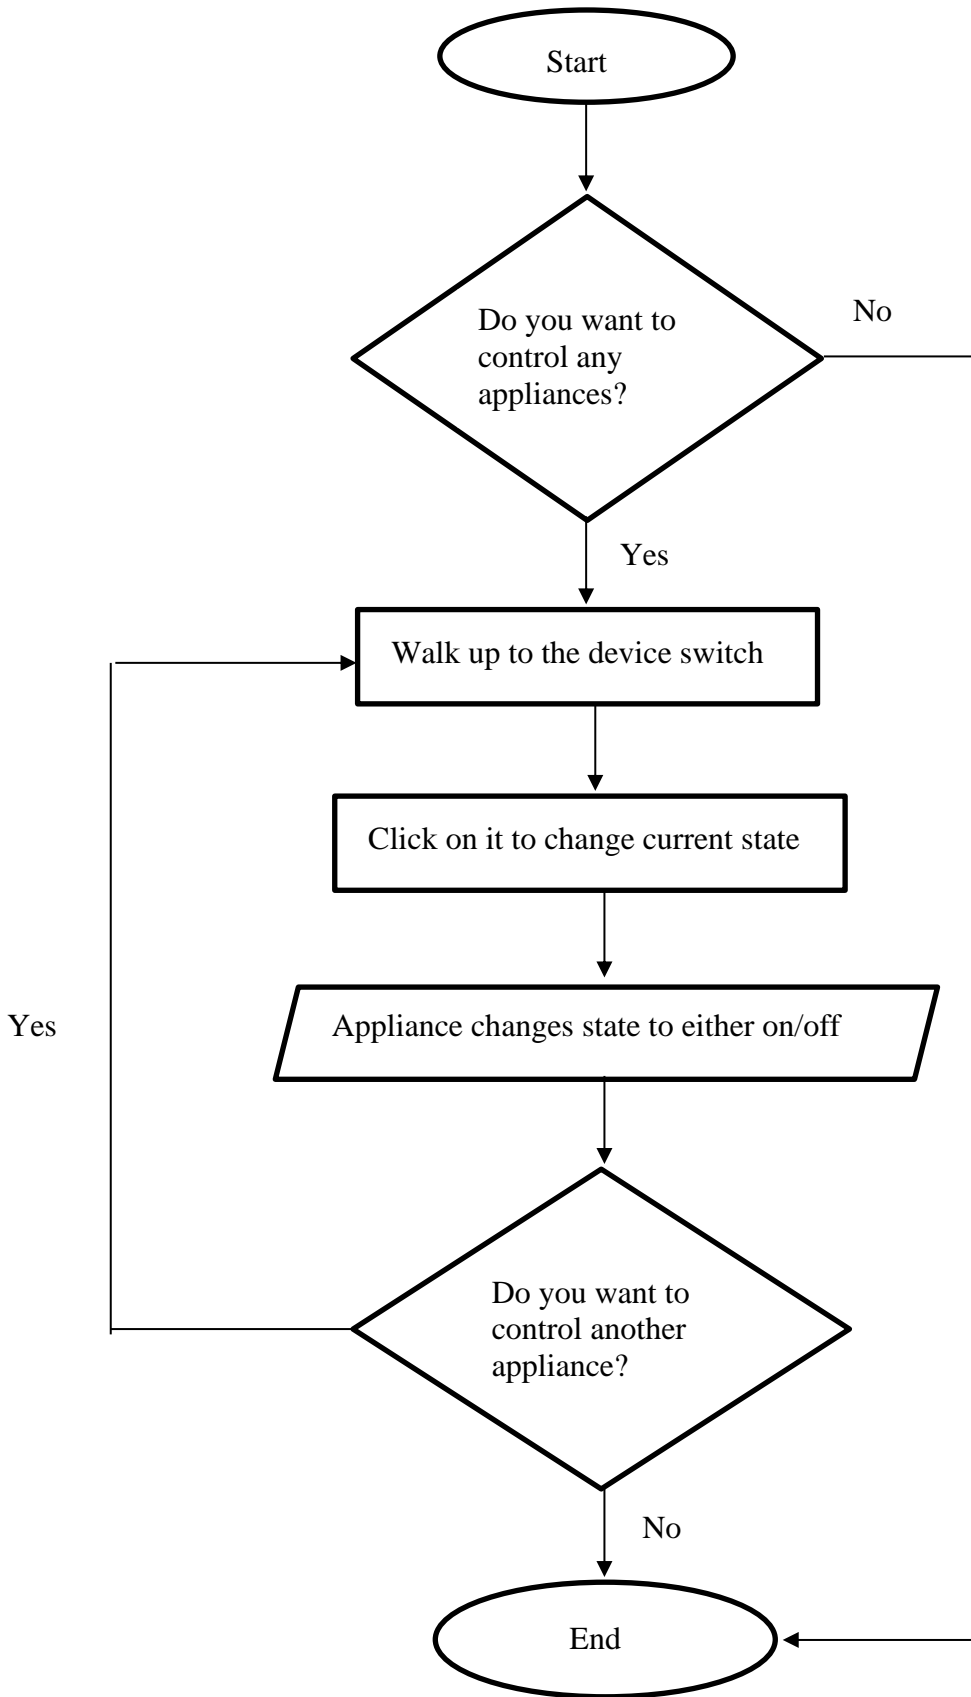 Start
Do you want to
control any
appliances?
No
Yes
Walk up to the device switch
Click on it to change current state
Appliance changes state to either on/off
Yes
Do you want to
control another
appliance?
No
End